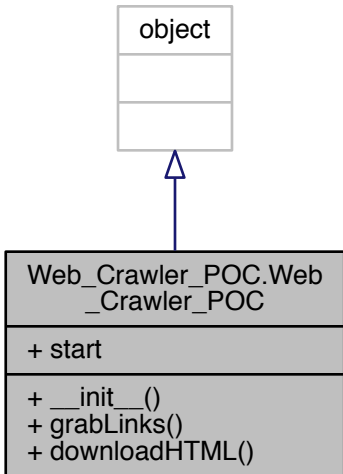 object
Web_Crawler_POC.Web
_Crawler_POC
+ start
+ __init__()
+ grabLinks()
+ downloadHTML()